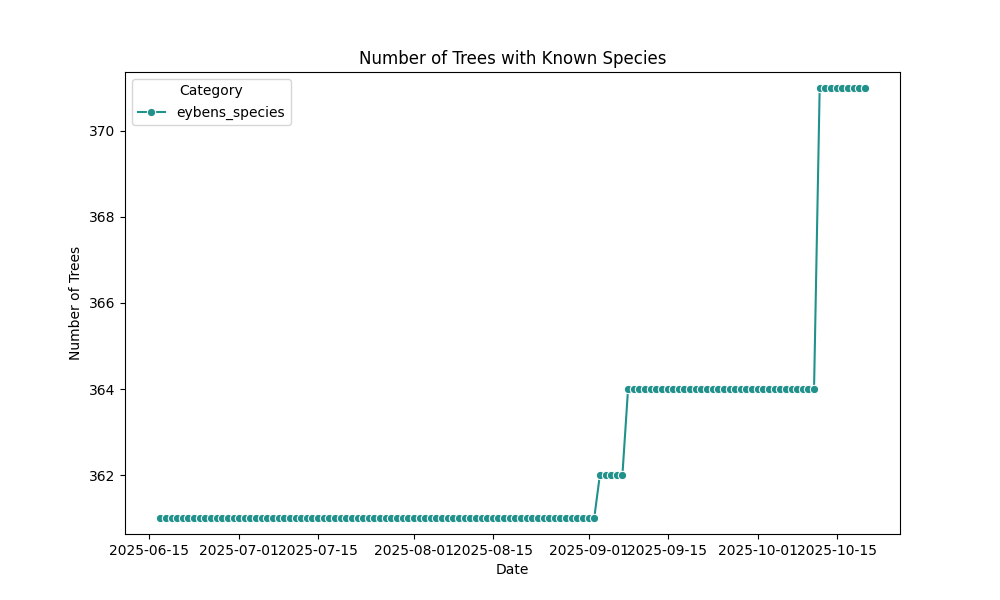 Number of Trees with Known Species
Category
eybens_species
Number of Trees
370
368
366
364
362
2025-06-15 2025-07-01 2025-07-15 2025-08-01 2025-08-15 2025-09-01 2025-09-15 2025-10-01 2025-10-15
Date